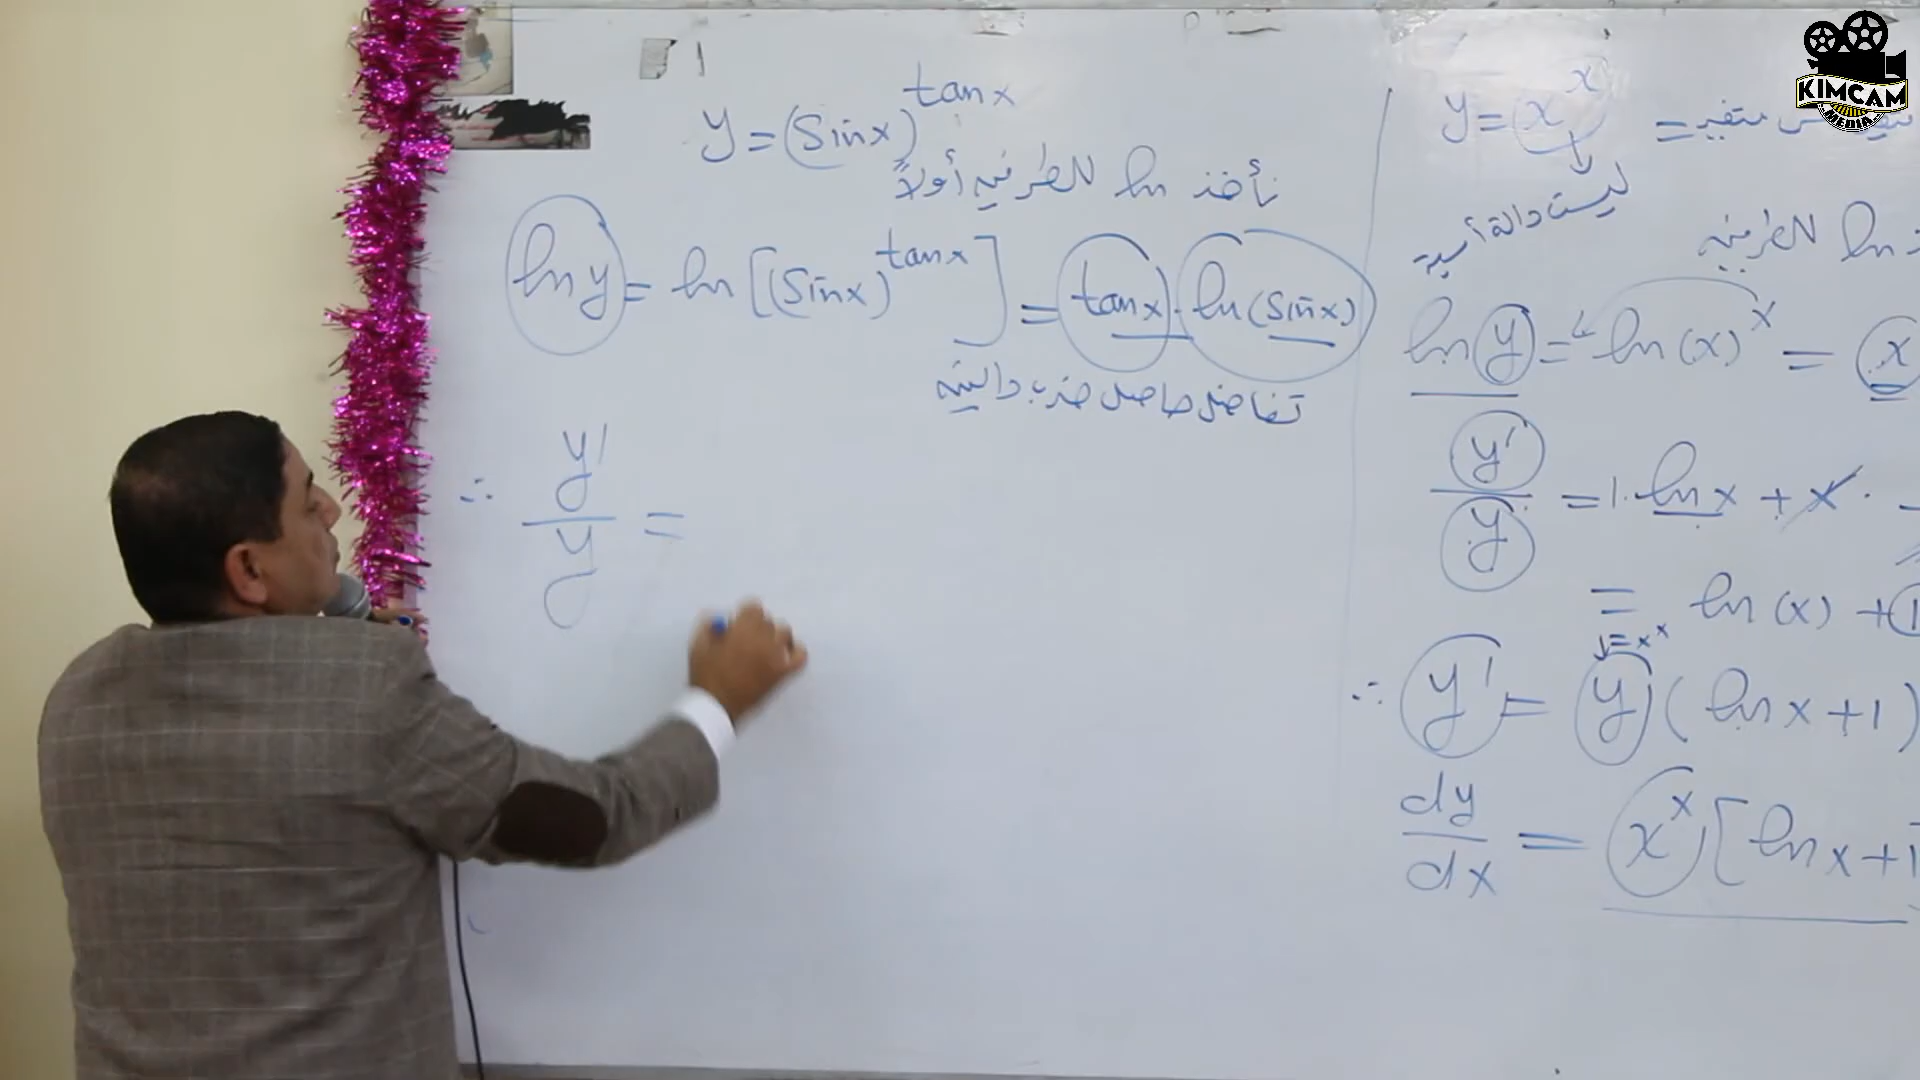 y = (sin x)^tan x
نأخذ ln للطرفين أولاً
ln y = ln [(sin x)^tan x] = tan x . ln (sin x)
تفاضل حاصل ضرب دالتين
∴ y'/y =
y = x^x = متغير
ليست دالة أسية
ln للطرفين
ln y = ln (x)^x = x
y'/y = 1. ln x + x .
= ln (x) + 1
y = x^x
∴ y' = y ( ln x + 1 )
dy/dx = x^x [ ln x + 1
KIMCAM
MEDIA